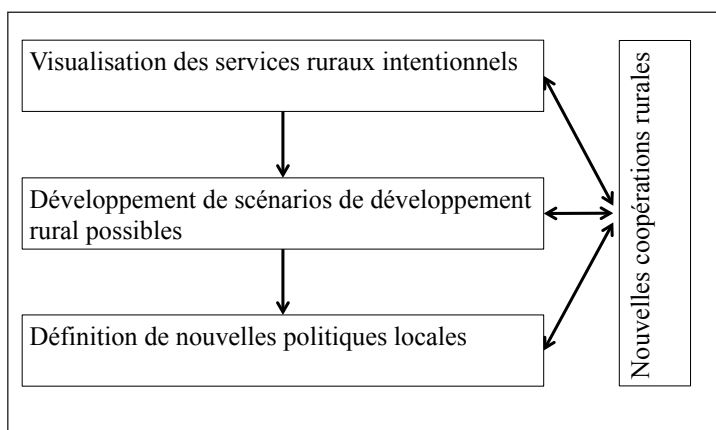 Visualisation des services ruraux intentionnels
Développement de scénarios de développement
rural possibles
Définition de nouvelles politiques locales
Nouvelles coopérations rurales